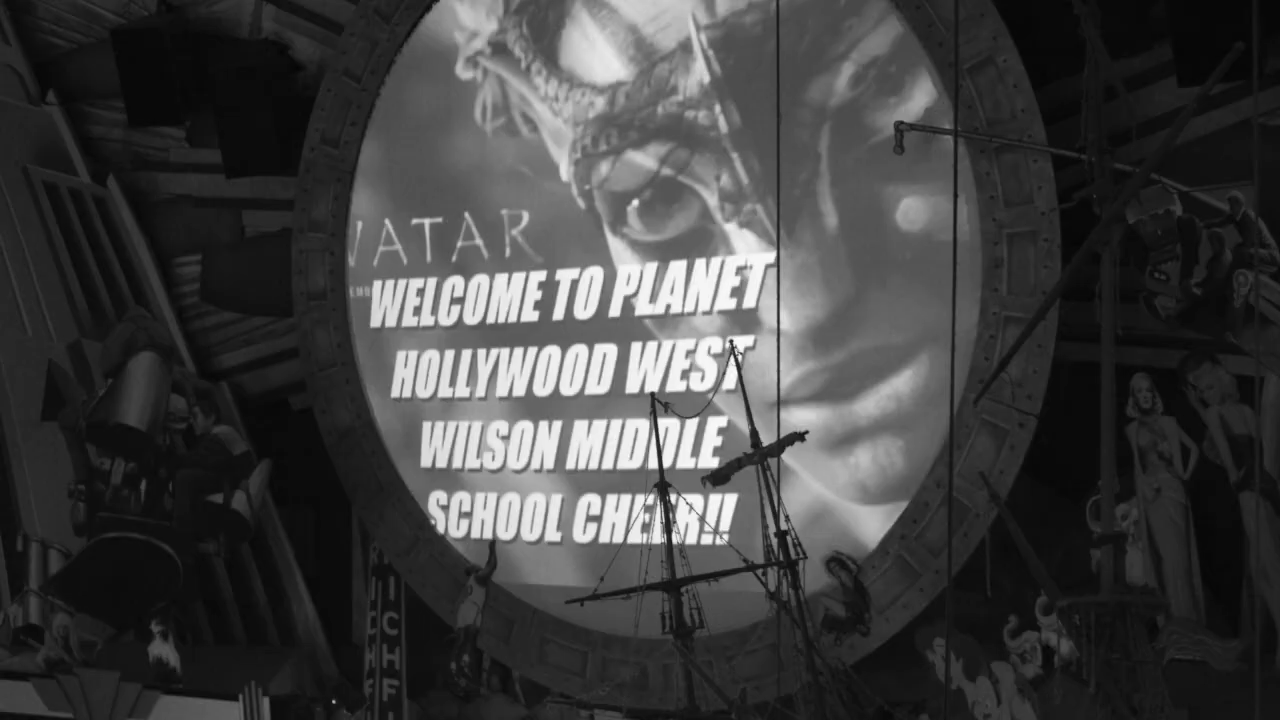 VATAR
WELCOME TO PLANET
HOLLYWOOD WEST
WILSON MIDDLE
SCHOOL CHEER!!